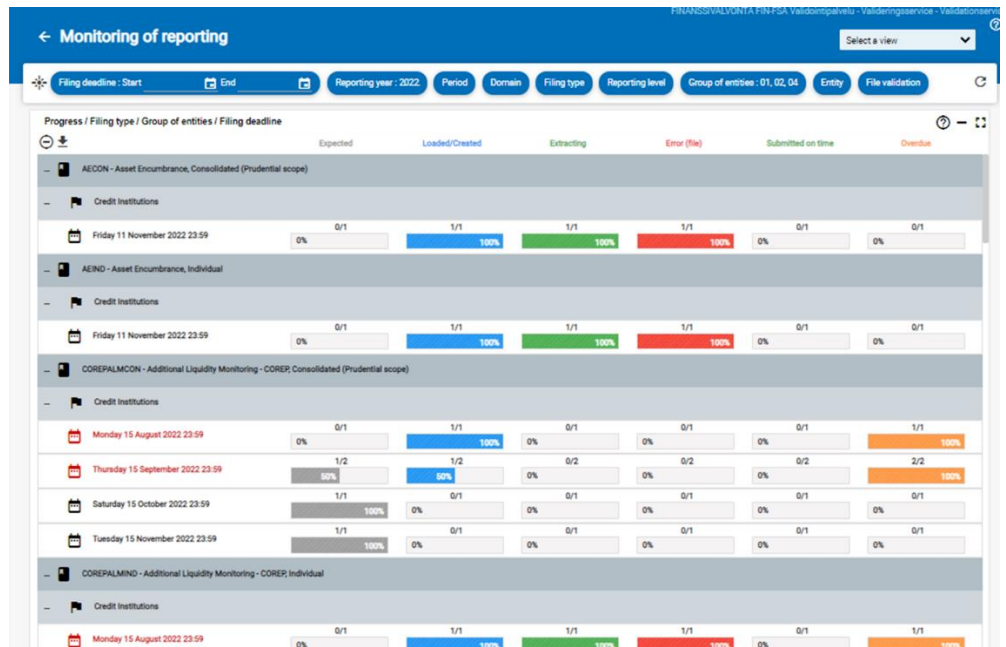 FINANSSIVALVONTA FIN-FSA Validointipalvelu - Valideringsservice - Validationservi
← Monitoring of reporting
Select a view
Filing deadline : Start End Reporting year : 2022 Period Domain Filing type Reporting level Group of entities : 01, 02, 04 Entity File validation
Progress / Filing type / Group of entities / Filing deadline
Expected Loaded/Created Extracting Error (file) Submitted on time Overdue
– AECON - Asset Encumbrance, Consolidated (Prudential scope)
– Credit Institutions
Friday 11 November 2022 23:59
0/1 1/1 1/1 1/1 0/1 0/1
0% 100% 100% 100% 0% 0%
– AEIND - Asset Encumbrance, Individual
– Credit Institutions
Friday 11 November 2022 23:59
0/1 1/1 1/1 1/1 0/1 0/1
0% 100% 100% 100% 0% 0%
– COREPALMCON - Additional Liquidity Monitoring - COREP, Consolidated (Prudential scope)
– Credit Institutions
Monday 15 August 2022 23:59
0/1 1/1 0/1 0/1 0/1 1/1
0% 100% 0% 0% 0% 100%
Thursday 15 September 2022 23:59
1/2 1/2 0/2 0/2 0/2 2/2
50% 50% 0% 0% 0% 100%
Saturday 15 October 2022 23:59
1/1 0/1 0/1 0/1 0/1 0/1
100% 0% 0% 0% 0% 0%
Tuesday 15 November 2022 23:59
1/1 0/1 0/1 0/1 0/1 0/1
100% 0% 0% 0% 0% 0%
– COREPALMIND - Additional Liquidity Monitoring - COREP, Individual
– Credit Institutions
Monday 15 August 2022 23:59
0/1 1/1 1/1 1/1 0/1 1/1
0% 100% 100% 100% 0% 100%